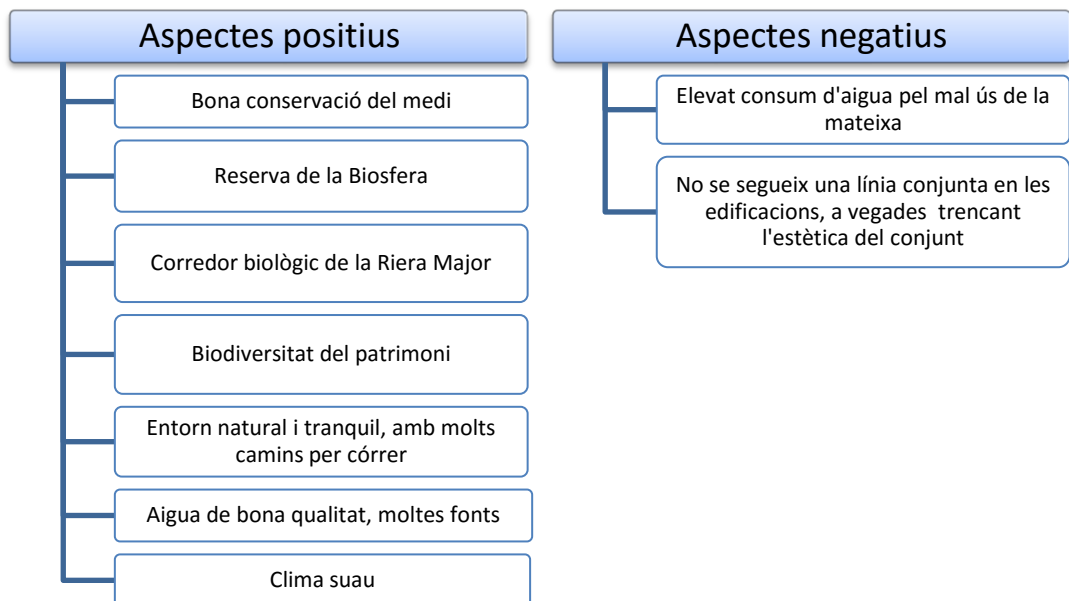 Aspectes positius
Bona conservació del medi
Reserva de la Biosfera
Corredor biològic de la Riera Major
Biodiversitat del patrimoni
Entorn natural i tranquil, amb molts
camins per córrer
Aigua de bona qualitat, moltes fonts
Clima suau
Aspectes negatius
Elevat consum d'aigua pel mal ús de la
mateixa
No se segueix una línia conjunta en les
edificacions, a vegades  trencant
l'estètica del conjunt